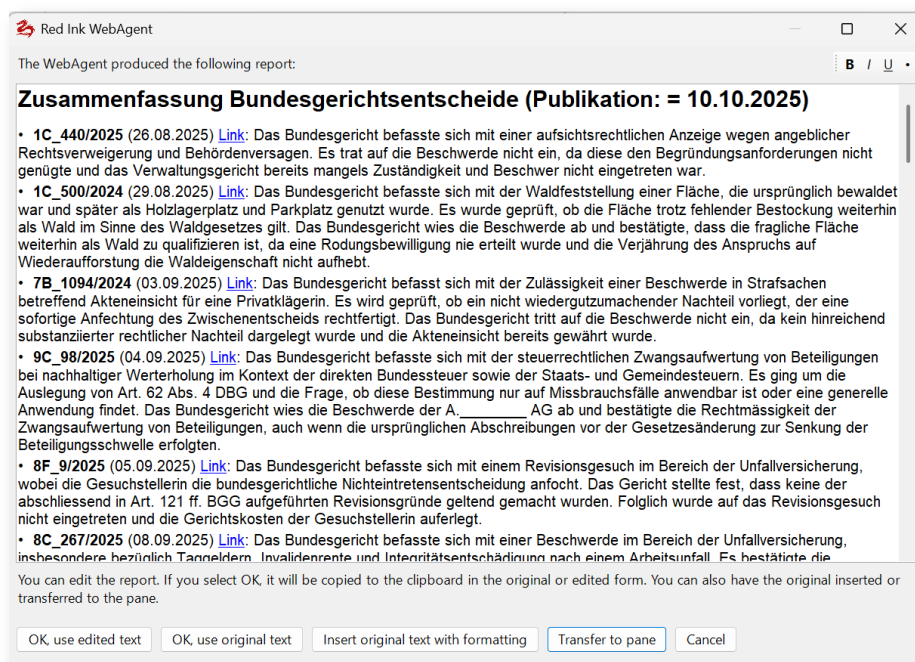 Red Ink WebAgent
The WebAgent produced the following report:
B I U
Zusammenfassung Bundesgerichtsentscheide (Publikation: = 10.10.2025)
• 1C_440/2025 (26.08.2025) Link: Das Bundesgericht befasste sich mit einer aufsichtsrechtlichen Anzeige wegen angeblicher
Rechtsverweigerung und Behördenversagen. Es trat auf die Beschwerde nicht ein, da diese den Begründungsanforderungen nicht
genügte und das Verwaltungsgericht bereits mangels Zuständigkeit und Beschwer nicht eingetreten war.
• 1C_500/2024 (29.08.2025) Link: Das Bundesgericht befasste sich mit der Waldfeststellung einer Fläche, die ursprünglich bewaldet
war und später als Holzlagerplatz und Parkplatz genutzt wurde. Es wurde geprüft, ob die Fläche trotz fehlender Bestockung weiterhin
als Wald im Sinne des Waldgesetzes gilt. Das Bundesgericht wies die Beschwerde ab und bestätigte, dass die fragliche Fläche
weiterhin als Wald zu qualifizieren ist, da eine Rodungsbewilligung nie erteilt wurde und die Verjährung des Anspruchs auf
Wiederaufforstung die Waldeigenschaft nicht aufhebt.
• 7B_1094/2024 (03.09.2025) Link: Das Bundesgericht befasst sich mit der Zulässigkeit einer Beschwerde in Strafsachen
betreffend Akteneinsicht für eine Privatklägerin. Es wird geprüft, ob ein nicht wiedergutzumachender Nachteil vorliegt, der eine
sofortige Anfechtung des Zwischenentscheids rechtfertigt. Das Bundesgericht tritt auf die Beschwerde nicht ein, da kein hinreichend
substanziierter rechtlicher Nachteil dargelegt wurde und die Akteneinsicht bereits gewährt wurde.
• 9C_98/2025 (04.09.2025) Link: Das Bundesgericht befasste sich mit der steuerrechtlichen Zwangsaufwertung von Beteiligungen
bei nachhaltiger Werterholung im Kontext der direkten Bundessteuer sowie der Staats- und Gemeindesteuern. Es ging um die
Auslegung von Art. 62 Abs. 4 DBG und die Frage, ob diese Bestimmung nur auf Missbrauchsfälle anwendbar ist oder eine generelle
Anwendung findet. Das Bundesgericht wies die Beschwerde der A.________ AG ab und bestätigte die Rechtmässigkeit der
Zwangsaufwertung von Beteiligungen, auch wenn die ursprünglichen Abschreibungen vor der Gesetzesänderung zur Senkung der
Beteiligungsschwelle erfolgten.
• 8F_9/2025 (05.09.2025) Link: Das Bundesgericht befasste sich mit einem Revisionsgesuch im Bereich der Unfallversicherung,
wobei die Gesuchstellerin die bundesgerichtliche Nichteintretensentscheidung anfocht. Das Gericht stellte fest, dass keine der
abschliessend in Art. 121 ff. BGG aufgeführten Revisionsgründe geltend gemacht wurden. Folglich wurde auf das Revisionsgesuch
nicht eingetreten und die Gerichtskosten der Gesuchstellerin auferlegt.
• 8C_267/2025 (08.09.2025) Link: Das Bundesgericht befasste sich mit einer Beschwerde im Bereich der Unfallversicherung,
insbesondere bezüglich Taggeldern, Invalidenrente und Integritätsentschädigung nach einem Arbeitsunfall. Es bestätigte die
You can edit the report. If you select OK, it will be copied to the clipboard in the original or edited form. You can also have the original inserted or
transferred to the pane.
OK, use edited text
OK, use original text
Insert original text with formatting
Transfer to pane
Cancel